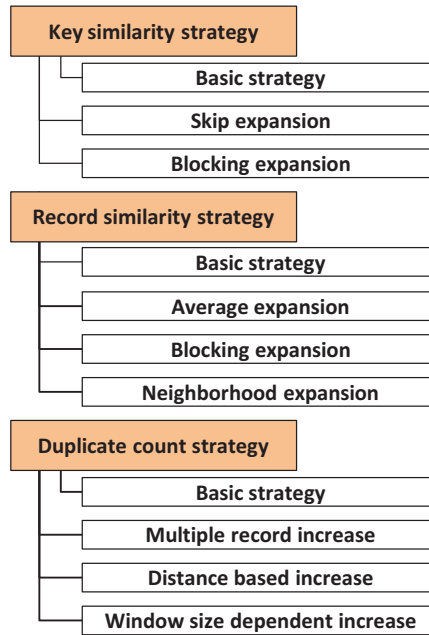 Key similarity strategy
Basic strategy
Skip expansion
Blocking expansion
Record similarity strategy
Basic strategy
Average expansion
Blocking expansion
Neighborhood expansion
Duplicate count strategy
Basic strategy
Multiple record increase
Distance based increase
Window size dependent increase